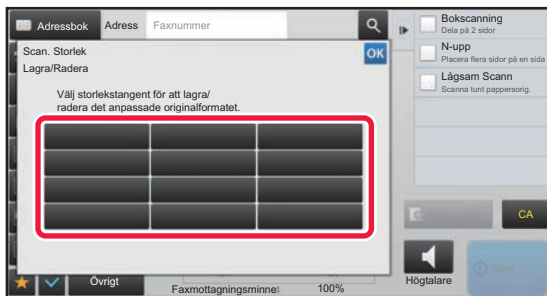 Adressbok
Adress
Faxnummer
Scan. Storlek
OK
Lagra/Radera
Välj storlekstangent för att lagra/
radera det anpassade originalformatet.
Bokscanning
Dela på 2 sidor
N-upp
Placera flera sidor på en sida
Lågsam Scann
Scanna tunt pappersorig.
CA
Start
Högtalare
Övrigt
Faxmottagningsminne:
100%